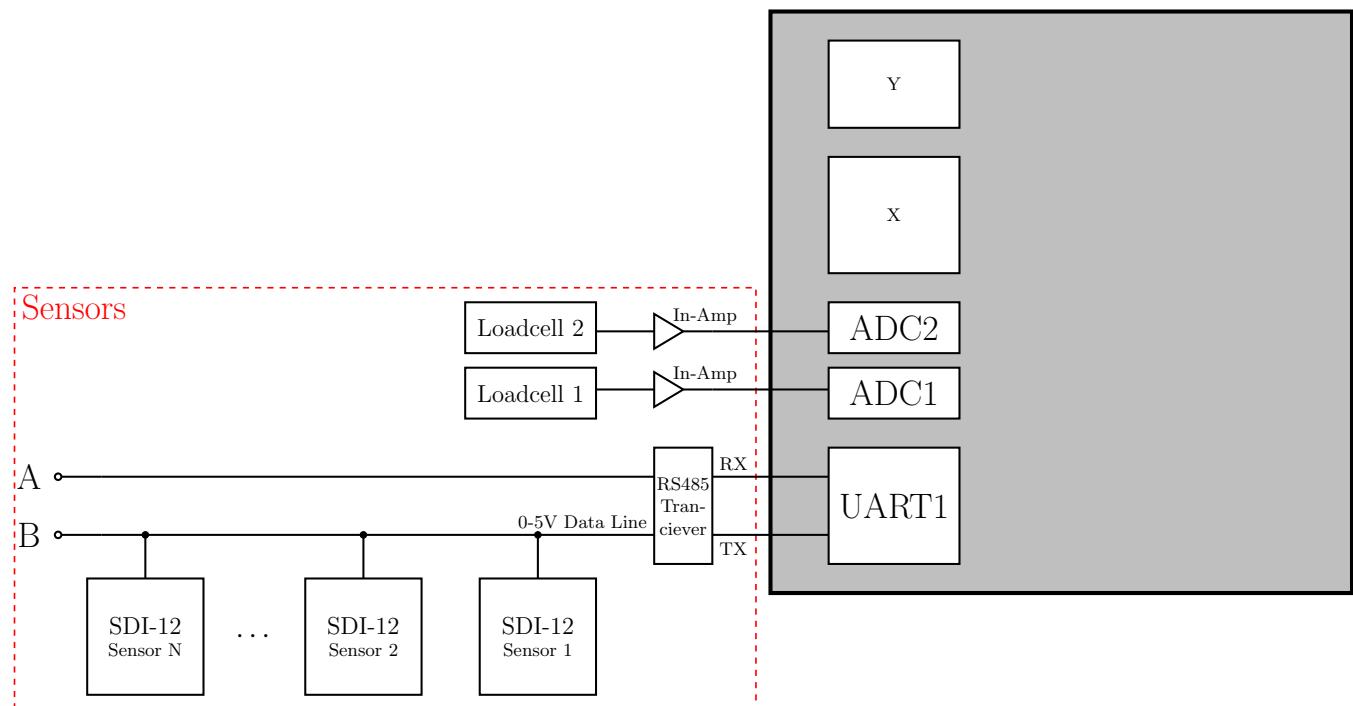 Y
X
Sensors
Loadcell 2
In-Amp
ADC2
Loadcell 1
In-Amp
ADC1
A
RS485
Tran-
ciever
RX
UART1
B
0-5V Data Line
TX
SDI-12
Sensor N
...
SDI-12
Sensor 2
SDI-12
Sensor 1